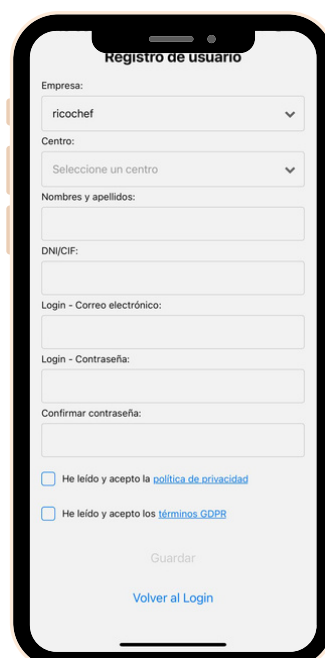 Registro de usuario
Empresa:
ricochef
Centro:
Seleccione un centro
Nombres y apellidos:
DNI/CIF:
Login - Correo electrónico:
Login - Contraseña:
Confirmar contraseña:
He leído y acepto la política de privacidad
He leído y acepto los términos GDPR
Guardar
Volver al Login